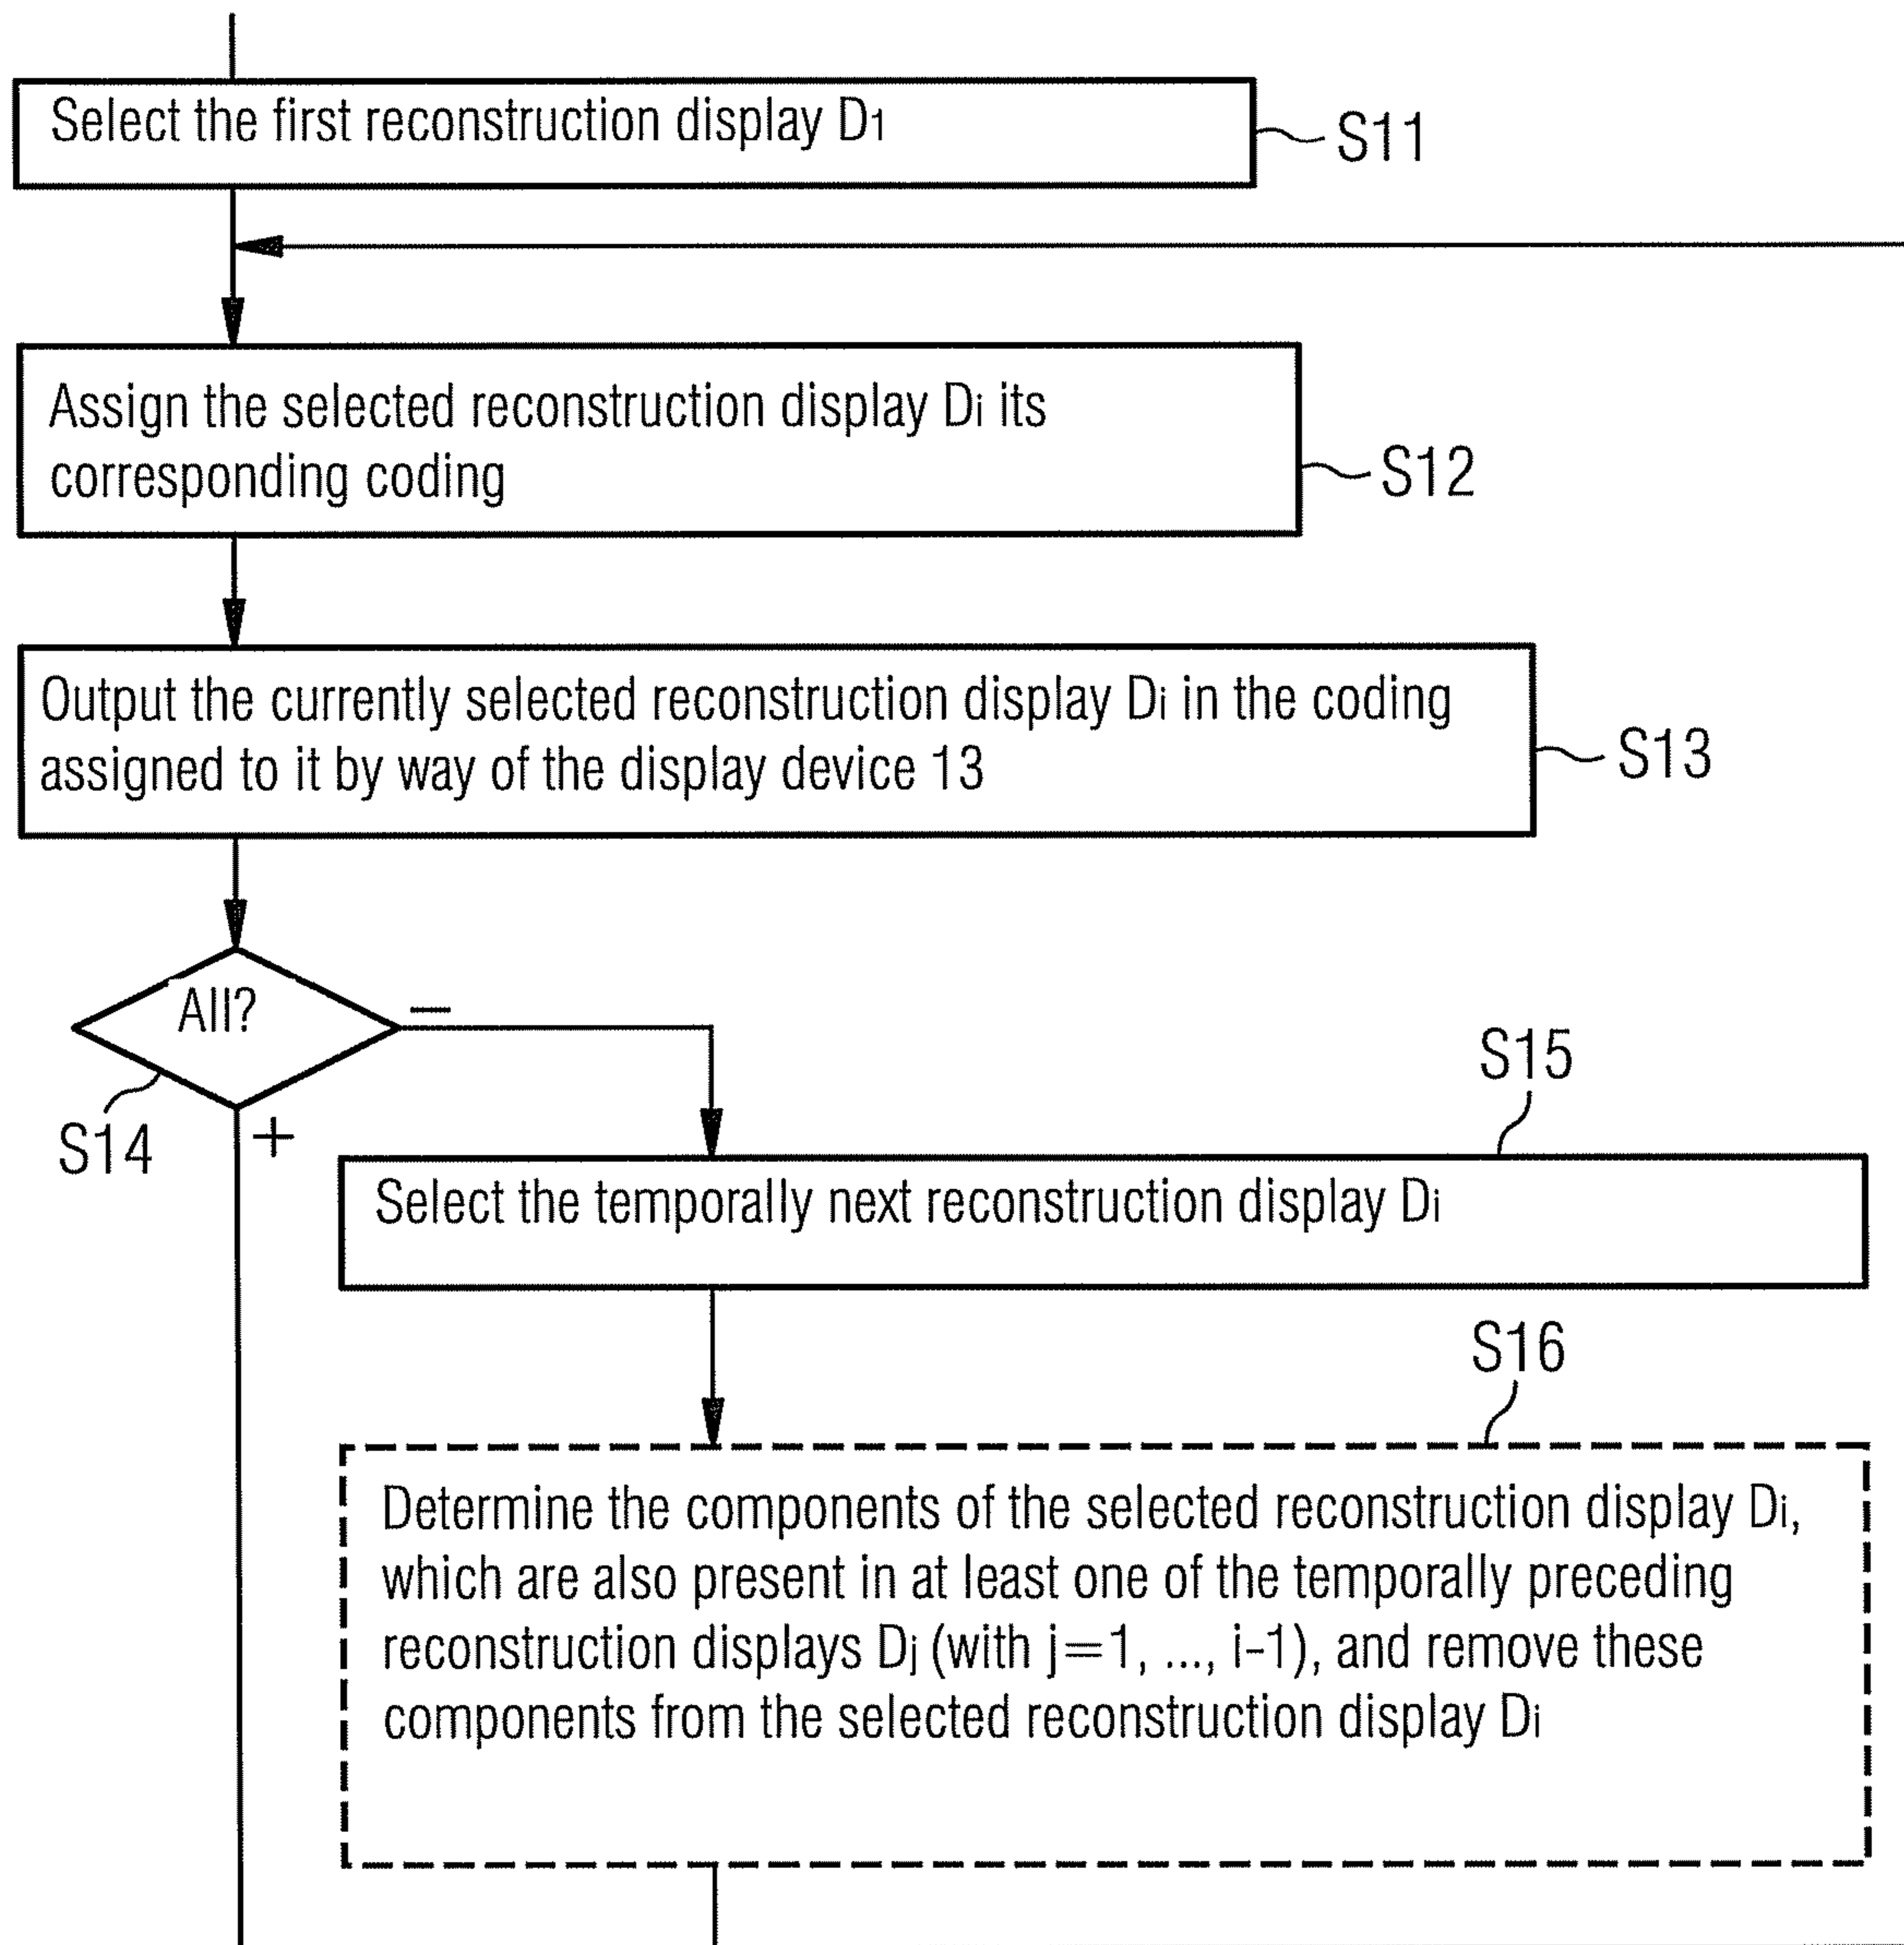 Select the first reconstruction display D1
S11
Assign the selected reconstruction display Di its
corresponding coding
S12
Output the currently selected reconstruction display Di in the coding
assigned to it by way of the display device 13
S13
All?
–
S14
+
S15
Select the temporally next reconstruction display Di
S16
Determine the components of the selected reconstruction display Di,
which are also present in at least one of the temporally preceding
reconstruction displays Dj (with j=1, ..., i-1), and remove these
components from the selected reconstruction display Di